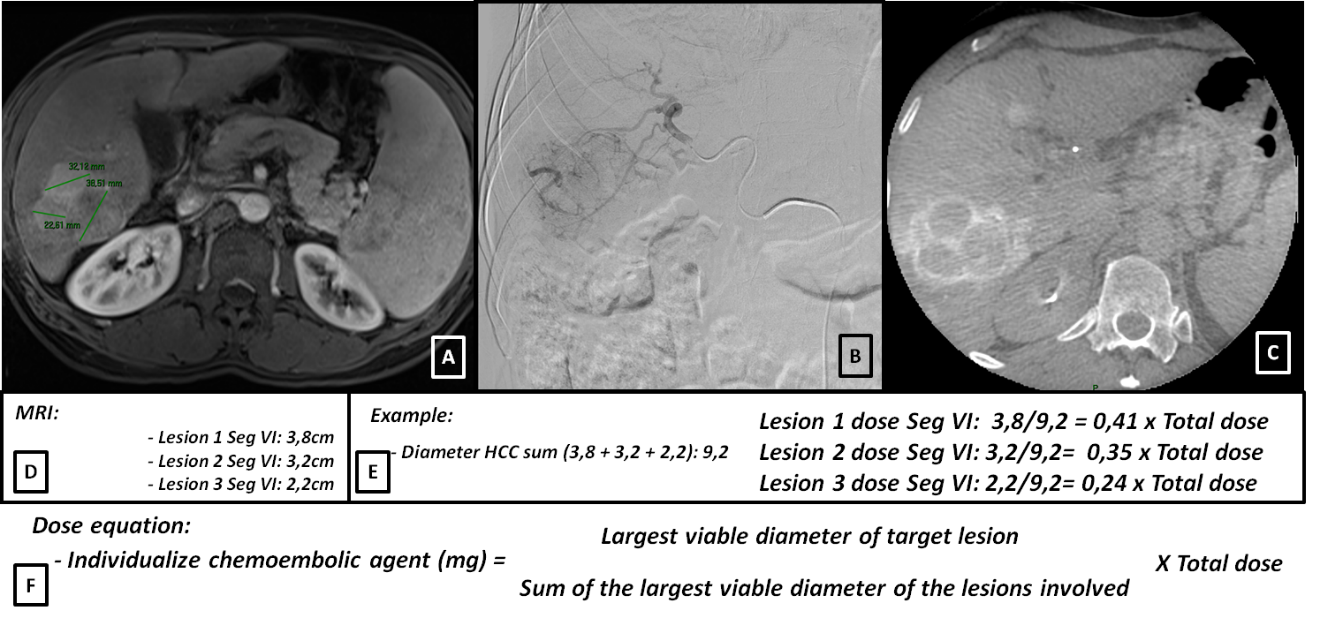 32,12 mm
36,51 mm
22,61 mm
A
B
C
P
MRI:
- Lesion 1 Seg VI: 3,8cm
- Lesion 2 Seg VI: 3,2cm
- Lesion 3 Seg VI: 2,2cm
D
Example:
- Diameter HCC sum (3,8 + 3,2 + 2,2): 9,2
E
Lesion 1 dose Seg VI: 3,8/9,2 = 0,41 x Total dose
Lesion 2 dose Seg VI: 3,2/9,2= 0,35 x Total dose
Lesion 3 dose Seg VI: 2,2/9,2= 0,24 x Total dose
Dose equation:
- Individualize chemoembolic agent (mg) =
Largest viable diameter of target lesion
Sum of the largest viable diameter of the lesions involved
X Total dose
F